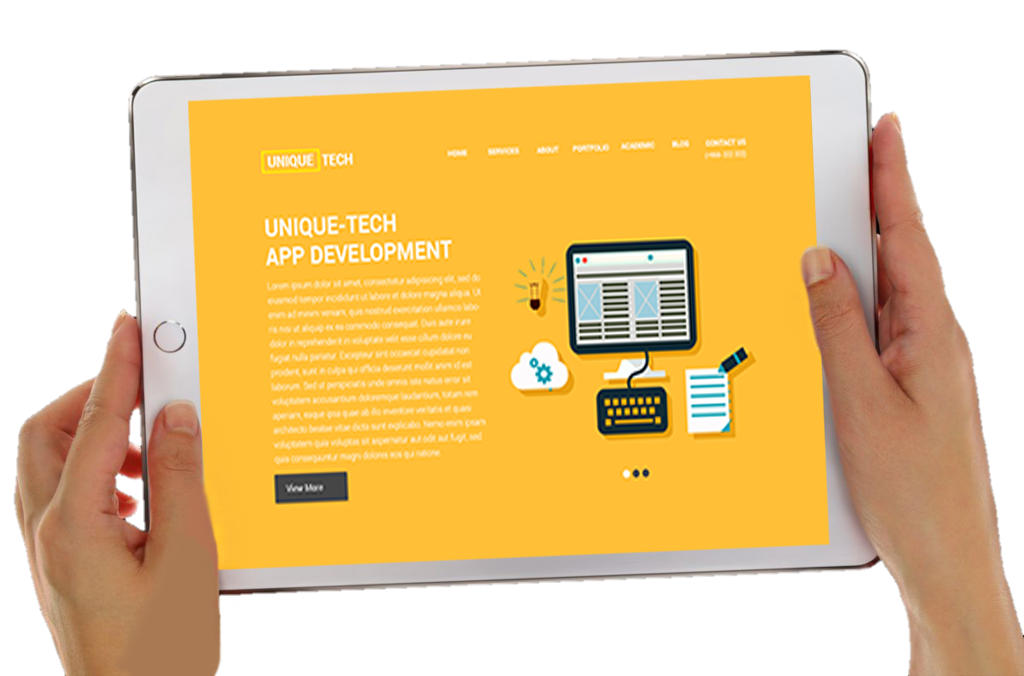 UNIQUE TECH
HOME SERVICES ABOUT PORTFOLIO ACADEMIC BLOG CONTACT US
UNIQUE-TECH
APP DEVELOPMENT
Lorem ipsum dolor sit amet, consectetur adipisicing elit, sed do
eiusmod tempor incididunt ut labore et dolore magna aliqua. Ut
enim ad minim veniam, quis nostrud exercitation ullamco labo-
ris nisi ut aliquip ex ea commodo consequat. Duis aute irure
dolor in reprehenderit in voluptate velit esse cillum dolore eu
fugiat nulla pariatur. Excepteur sint occaecat cupidatat non
proident, sunt in culpa qui officia deserunt mollit anim id est
laborum. Sed ut perspiciatis unde omnis iste natus error sit
voluptatem accusantium doloremque laudantium, totam rem
aperiam, eaque ipsa quae ab illo inventore veritatis et quasi
architecto beatae vitae dicta sunt explicabo. Nemo enim ipsam
voluptatem quia voluptas sit aspernatur aut odit aut fugit, sed
quia consequuntur magni dolores eos qui ratione.
View More